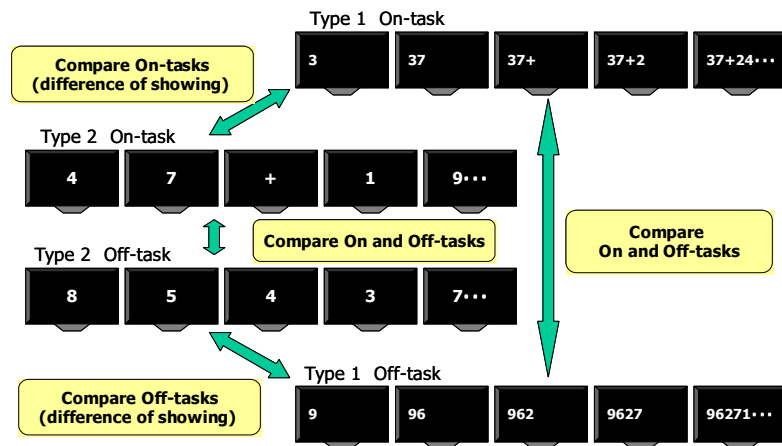 Type 1 On-task
3 37 37+ 37+2 37+24···
Compare On-tasks
(difference of showing)
Type 2 On-task
4 7 + 1 9···
Compare On and Off-tasks
Compare
On and Off-tasks
Type 2 Off-task
8 5 4 3 7···
Type 1 Off-task
Compare Off-tasks
(difference of showing)
9 96 962 9627 96271···